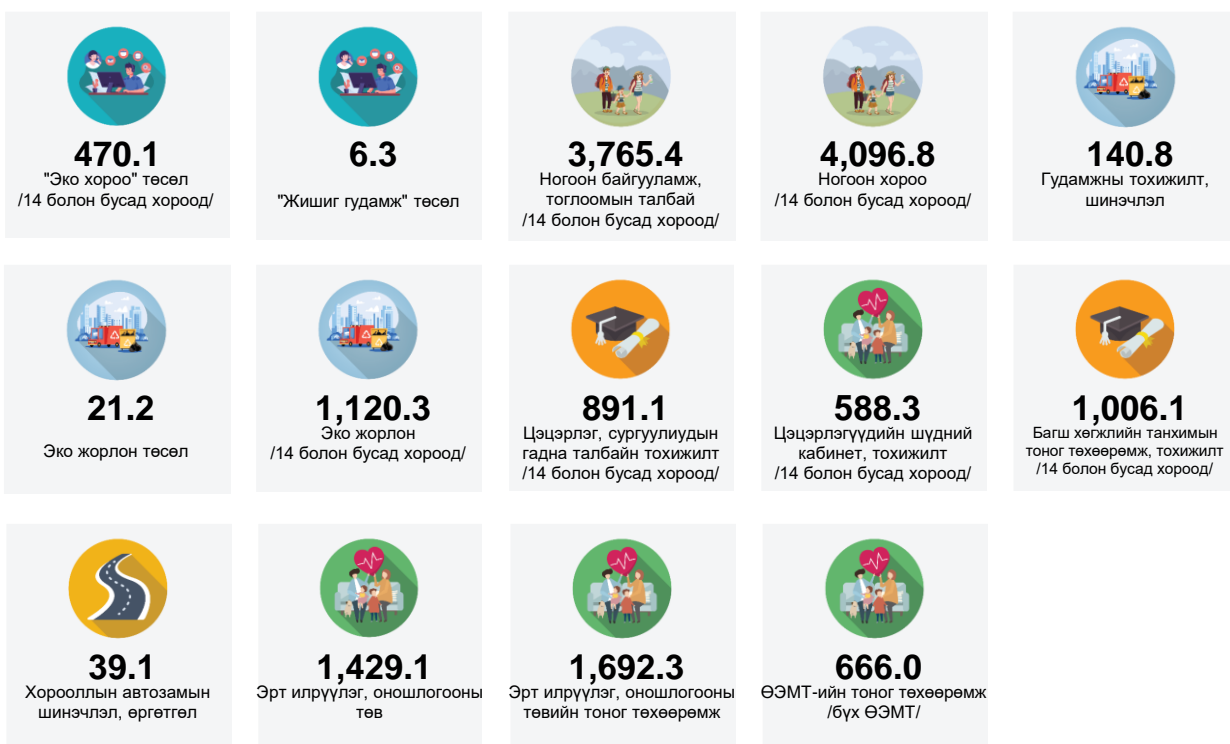 470.1
"Эко хороо" төсөл
/14 болон бусад хороод/
6.3
"Жишиг гудамж" төсөл
3,765.4
Ногоон байгууламж,
тоглоомын талбай
/14 болон бусад хороод/
4,096.8
Ногоон хороо
/14 болон бусад хороод/
140.8
Гудамжны тохижилт,
шинэчлэл
21.2
Эко жорлон төсөл
1,120.3
Эко жорлон
/14 болон бусад хороод/
891.1
Цэцэрлэг, сургуулиудын
гадна талбайн тохижилт
/14 болон бусад хороод/
588.3
Цэцэрлэгүүдийн шүдний
кабинет, тохижилт
/14 болон бусад хороод/
1,006.1
Багш хөгжлийн танхимын
тоног төхөөрөмж, тохижилт
/14 болон бусад хороод/
39.1
Хорооллын автозамын
шинэчлэл, өргөтгөл
1,429.1
Эрт илрүүлэг, оношлогооны
төв
1,692.3
Эрт илрүүлэг, оношлогооны
төвийн тоног төхөөрөмж
666.0
ӨЭМТ-ийн тоног төхөөрөмж
/бүх ӨЭМТ/